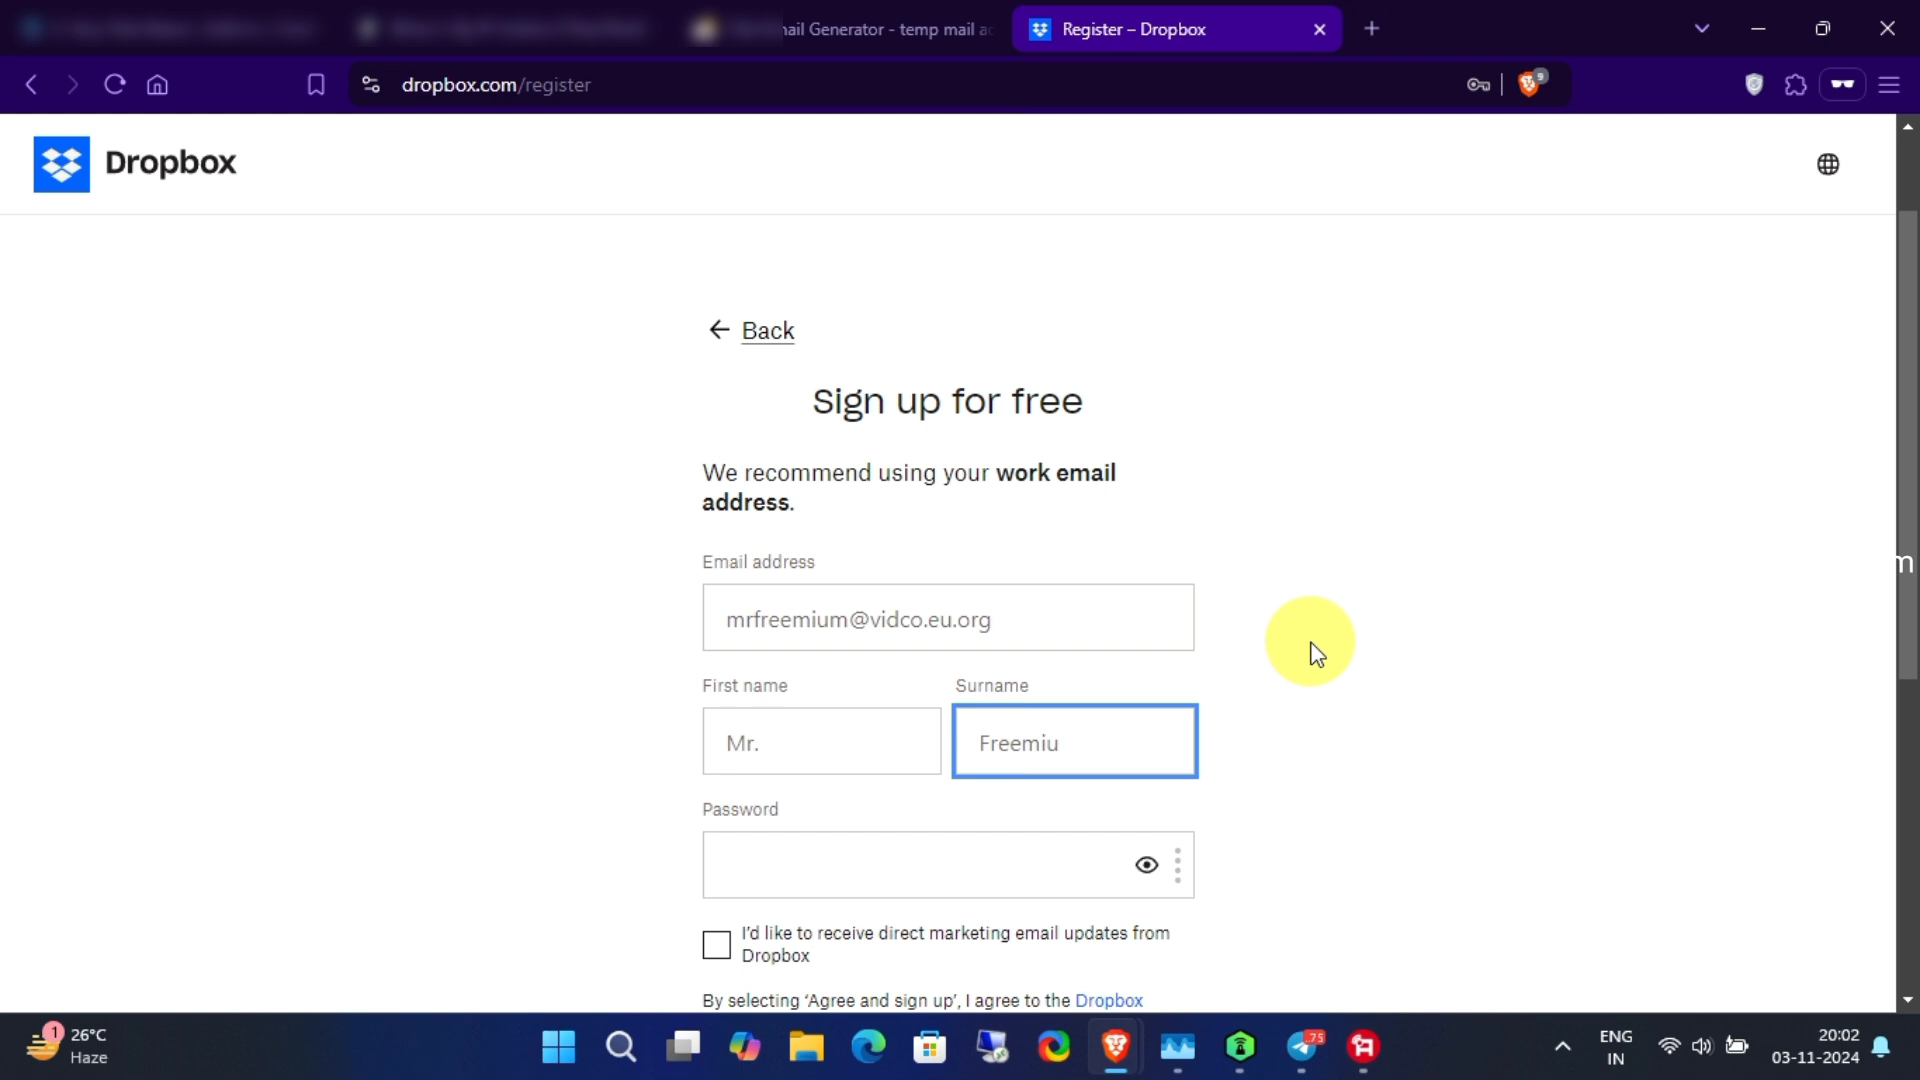 ail Generator - temp mail a
Register – Dropbox
dropbox.com/register
9
Dropbox
Back
Sign up for free
We recommend using your work email
address.
Email address
mrfreemium@vidco.eu.org
First name
Surname
Mr.
Freemiu
Password
I'd like to receive direct marketing email updates from
Dropbox
By selecting ‘Agree and sign up’, I agree to the Dropbox
m
1
26°C
Haze
.75
ENG
IN
20:02
03-11-2024